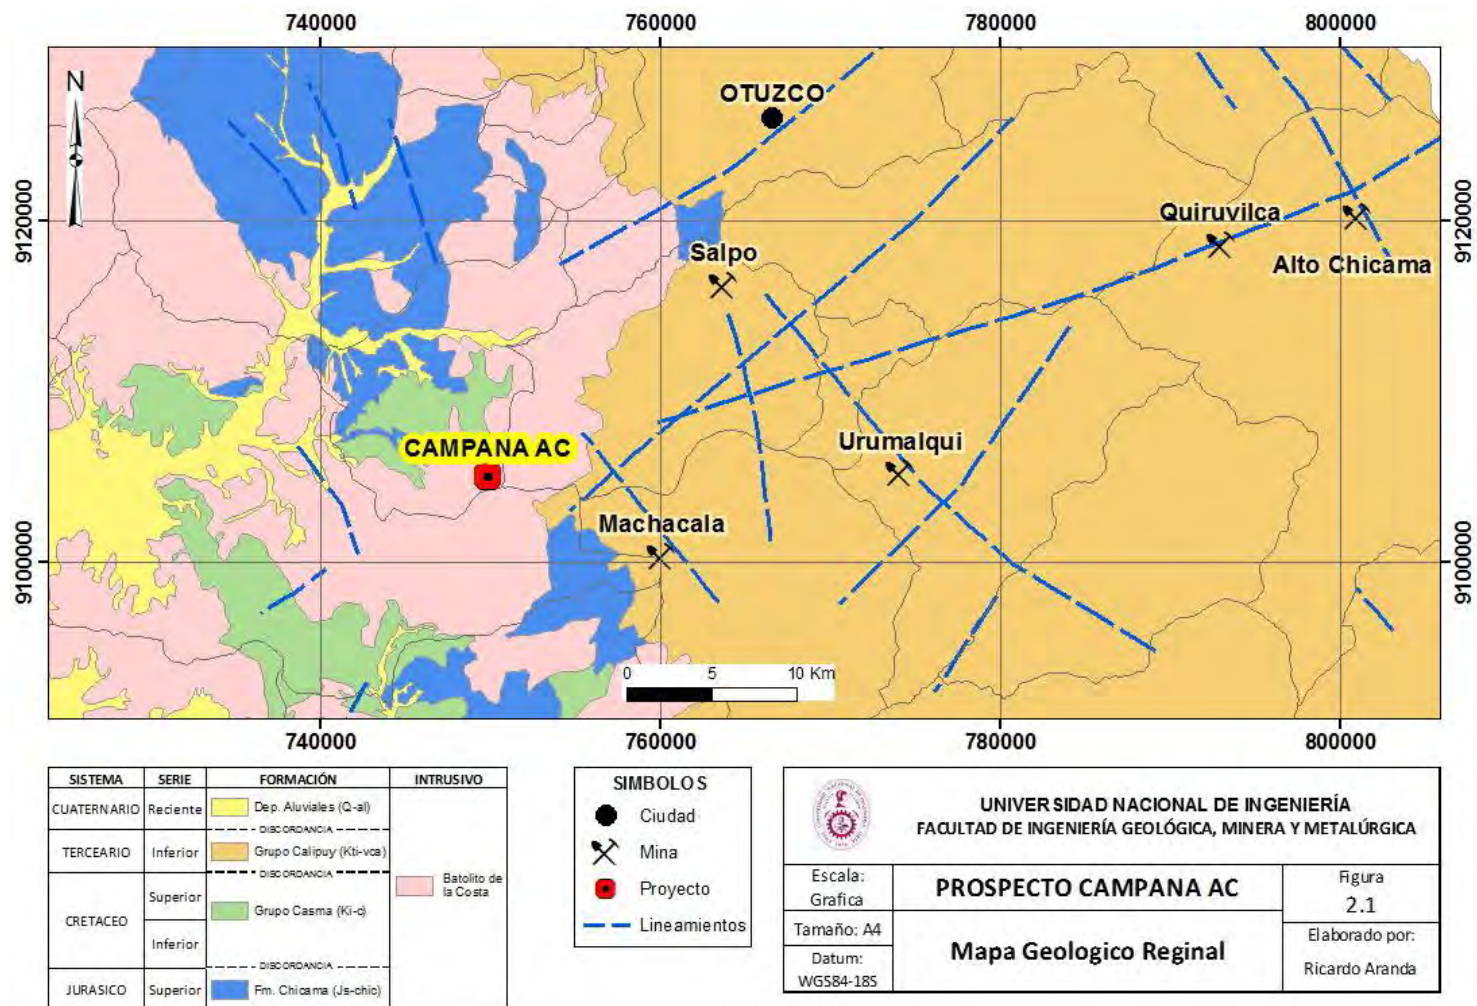 740000 760000 780000 800000
N
OTUZCO
9120000
9120000
Quiruvilca
Salpo
Alto Chicama
CAMPANA AC
Urumalqui
Machacala
9100000
9100000
0 5 10 Km
740000 760000 780000 800000
SISTEMA SERIE FORMACIÓN INTRUSIVO
CUATERNARIO Reciente Dep. Aluviales (Q-al)
DISCORDANCIA
TERCEARIO Inferior Grupo Calipuy (Kti-vca)
DISCORDANCIA
CRETACEO Superior Grupo Casma (Ki-c)
Inferior
DISCORDANCIA
JURASICO Superior Fm. Chicama (Js-chic)
Batolito de
la Costa
SIMBOLOS
Ciudad
Mina
Proyecto
Lineamientos
UNIVERSIDAD NACIONAL DE INGENIERÍA
FACULTAD DE INGENIERÍA GEOLÓGICA, MINERA Y METALÚRGICA
Escala:
Grafica
PROSPECTO CAMPANA AC
Figura
2.1
Tamaño: A4
Datum:
WGS84-18S
Mapa Geologico Reginal
Elaborado por:
Ricardo Aranda